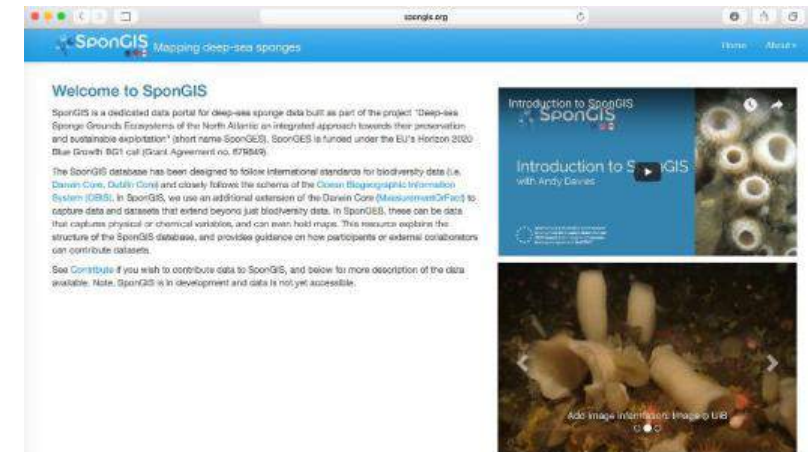 spongis.org
SponGIS Mapping deep-sea sponges
Home About
Welcome to SponGIS
SponGIS is a dedicated data portal for deep-sea sponge data built as part of the project "Deep-sea
Sponge Grounds Ecosystems of the North Atlantic an integrated approach towards their preservation
and sustainable exploitation" (short name SponGES). SponGES is funded under the EU's Horizon 2020
Blue Growth BG1 call (Grant Agreement no. 679849).
The SponGIS database has been designed to follow international standards for biodiversity data (i.e.
Darwin Core, Dublin Core) and closely follows the schema of the Ocean Biogeographic Information
System (OBIS). In SponGIS, we use an additional extension of the Darwin Core (MeasurementOrFact) to
capture data and datasets that extend beyond just biodiversity data. In SponGES, these can be data
that captures physical or chemical variables, and can even hold maps. This resource explains the
structure of the SponGIS database, and provides guidance on how participants or external collaborators
can contribute datasets.
See Contribute if you wish to contribute data to SponGIS, and below for more description of the data
available. Note, SponGIS is in development and data is not yet accessible.
Introduction to SponGIS
SponGIS
Introduction to S GIS
with Andy Davies
Add image information: Image © UiB